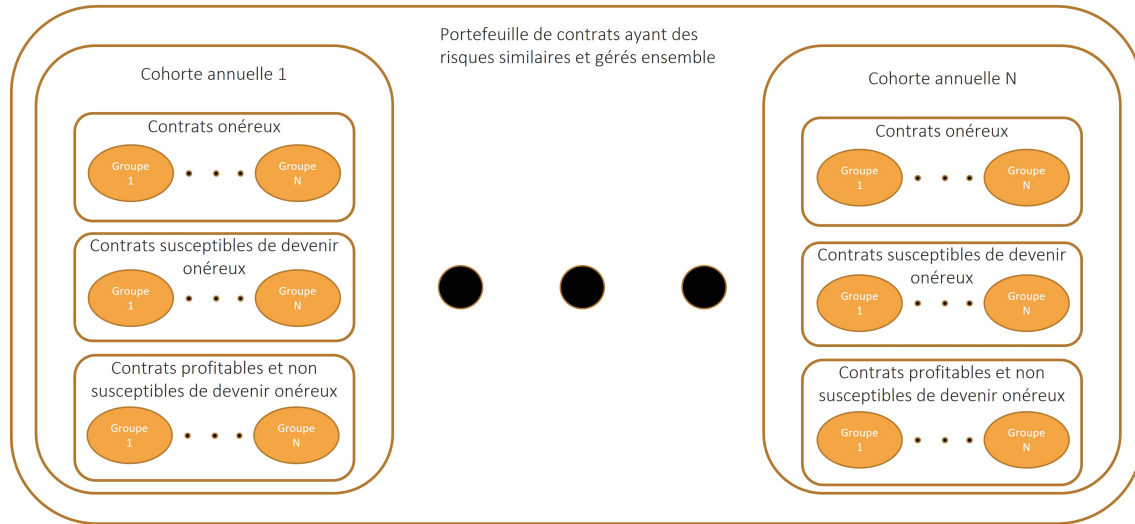 Portefeuille de contrats ayant des
risques similaires et gérés ensemble
Cohorte annuelle 1
Contrats onéreux
Groupe
1
Groupe
N
Contrats susceptibles de devenir
onéreux
Groupe
1
Groupe
N
Contrats profitables et non
susceptibles de devenir onéreux
Groupe
1
Groupe
N
Cohorte annuelle N
Contrats onéreux
Groupe
1
Groupe
N
Contrats susceptibles de devenir
onéreux
Groupe
1
Groupe
N
Contrats profitables et non
susceptibles de devenir onéreux
Groupe
1
Groupe
N